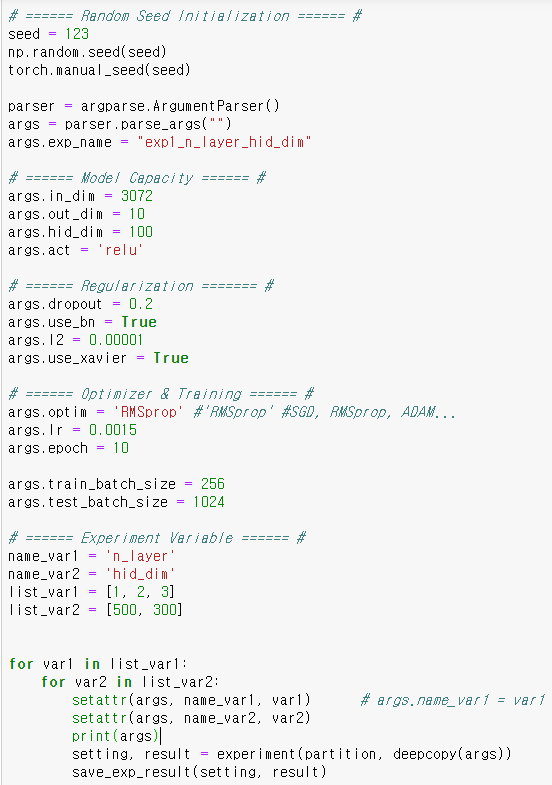 # ====== Random Seed Initialization ====== #
seed = 123
np.random.seed(seed)
torch.manual_seed(seed)
parser = argparse.ArgumentParser()
args = parser.parse_args("")
args.exp_name = "exp1_n_layer_hid_dim"
# ====== Model Capacity ====== #
args.in_dim = 3072
args.out_dim = 10
args.hid_dim = 100
args.act = 'relu'
# ====== Regularization ======= #
args.dropout = 0.2
args.use_bn = True
args.l2 = 0.00001
args.use_xavier = True
# ====== Optimizer & Training ====== #
args.optim = 'RMSprop' #'RMSprop' #SGD, RMSprop, ADAM...
args.lr = 0.0015
args.epoch = 10
args.train_batch_size = 256
args.test_batch_size = 1024
# ====== Experiment Variable ====== #
name_var1 = 'n_layer'
name_var2 = 'hid_dim'
list_var1 = [1, 2, 3]
list_var2 = [500, 300]
for var1 in list_var1:
    for var2 in list_var2:
        setattr(args, name_var1, var1)      # args.name_var1 = var1
        setattr(args, name_var2, var2)
        print(args)
        setting, result = experiment(partition, deepcopy(args))
        save_exp_result(setting, result)